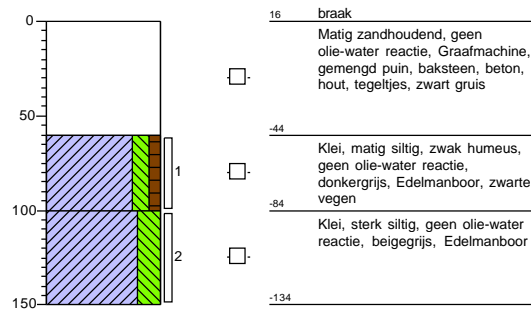 0
50
100
150
1
2
16 braak
Matig zandhoudend, geen
olie-water reactie, Graafmachine,
gemengd puin, baksteen, beton,
hout, tegeltjes, zwart gruis
-44
Klei, matig siltig, zwak humeus,
geen olie-water reactie,
donkergrijs, Edelmanboor, zwarte
vegen
-84
Klei, sterk siltig, geen olie-water
reactie, beigegrijs, Edelmanboor
-134